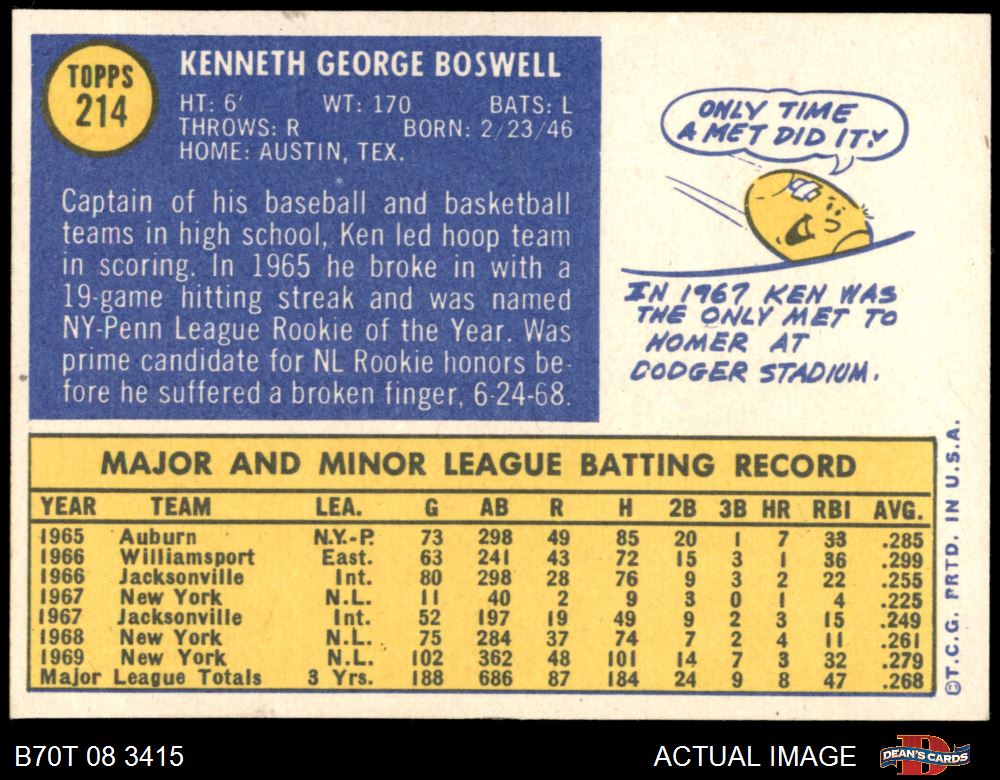 TOPPS
214
KENNETH GEORGE BOSWELL
HT: 6' WT: 170 BATS: L
THROWS: R BORN: 2/23/46
HOME: AUSTIN, TEX.
Captain of his baseball and basketball
teams in high school, Ken led hoop team
in scoring. In 1965 he broke in with a
19-game hitting streak and was named
NY-Penn League Rookie of the Year. Was
prime candidate for NL Rookie honors be-
fore he suffered a broken finger, 6-24-68.
ONLY TIME
A MET DID IT!
IN 1967 KEN WAS
THE ONLY MET TO
HOMER AT
DODGER STADIUM.
MAJOR AND MINOR LEAGUE BATTING RECORD
YEAR TEAM LEA. G AB R H 2B 3B HR RBI AVG.
1965 Auburn N.Y.-P. 73 298 49 85 20 1 7 33 .285
1966 Williamsport East. 63 241 43 72 15 3 1 36 .299
1966 Jacksonville Int. 80 298 28 76 9 3 2 22 .255
1967 New York N.L. 11 40 2 9 3 0 1 4 .225
1967 Jacksonville Int. 52 197 19 49 9 2 3 15 .249
1968 New York N.L. 75 284 37 74 7 2 4 11 .261
1969 New York N.L. 102 362 48 101 14 7 3 32 .279
Major League Totals 3 Yrs. 188 686 87 184 24 9 8 47 .268
©T.C.G. PRTD. IN U.S.A.
B70T 08 3415 ACTUAL IMAGE DEAN'S CARDS